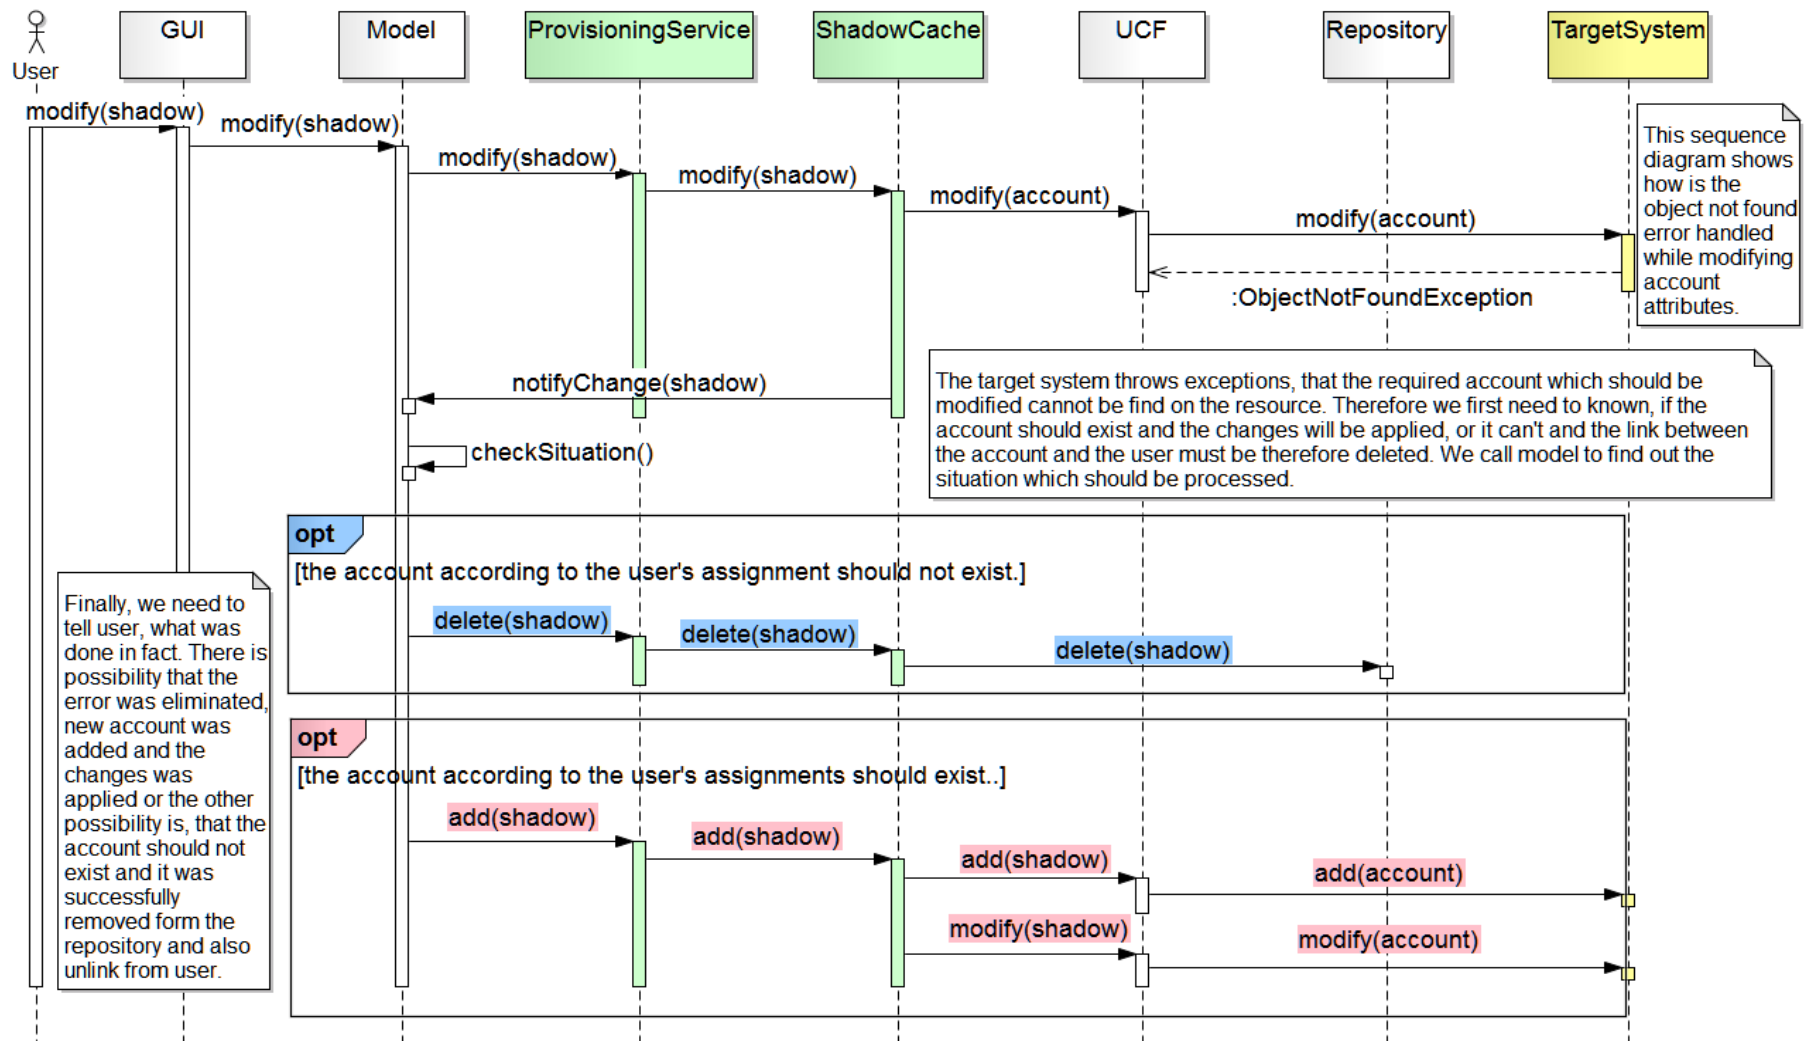 GUI
Model
ProvisioningService
ShadowCache
UCF
Repository
TargetSystem
User
modify(shadow)
modify(shadow)
modify(shadow)
modify(shadow)
modify(account)
modify(account)
:ObjectNotFoundException
This sequence
diagram shows
how is the
object not found
error handled
while modifying
account
attributes.
notifyChange(shadow)
The target system throws exceptions, that the required account which should be
modified cannot be find on the resource. Therefore we first need to known, if the
account should exist and the changes will be applied, or it can't and the link between
the account and the user must be therefore deleted. We call model to find out the
situation which should be processed.
checkSituation()
opt
[the account according to the user's assignment should not exist.]
delete(shadow)
delete(shadow)
delete(shadow)
Finally, we need to
tell user, what was
done in fact. There is
possibility that the
error was eliminated,
new account was
added and the
changes was
applied or the other
possibility is, that the
account should not
exist and it was
successfully
removed form the
repository and also
unlink from user.
opt
[the account according to the user's assignments should exist..]
add(shadow)
add(shadow)
add(shadow)
add(account)
modify(shadow)
modify(account)